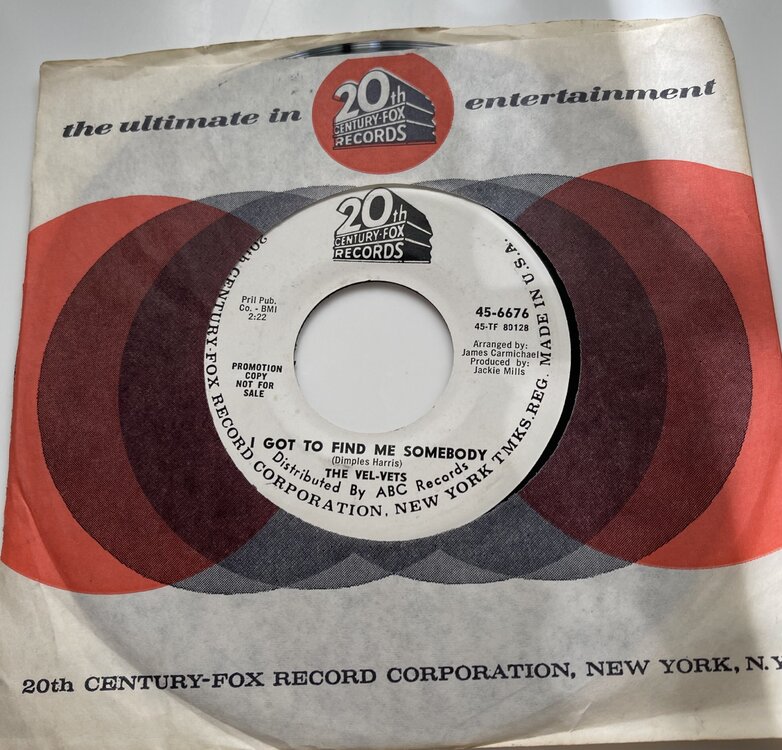 the ultimate in
20th
CENTURY-FOX
RECORDS
entertainment
20th
CENTURY-FOX
RECORDS
Pril Pub.
Co. - BMI
2:22
45-6676
45-TF 80128
Arranged by:
James Carmichael
Produced by:
Jackie Mills
PROMOTION
COPY
NOT FOR
SALE
I GOT TO FIND ME SOMEBODY
(Dimples Harris)
THE VEL-VETS
Distributed By ABC Records
20th CENTURY-FOX RECORD CORPORATION, NEW YORK TMKS.REG. MADE IN U.S.A.
20th CENTURY-FOX RECORD CORPORATION, NEW YORK, N.Y